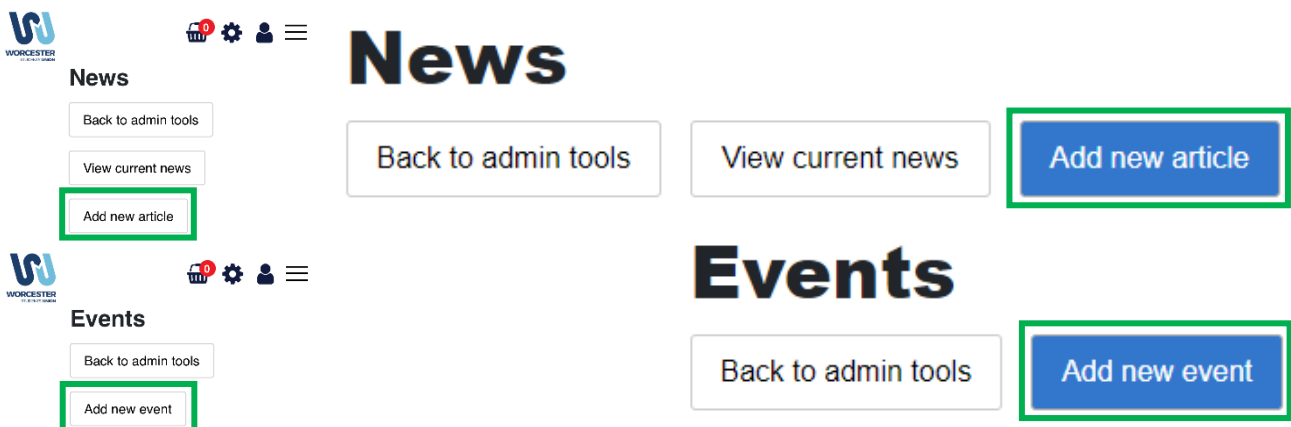 WORCESTER
0
News
Back to admin tools
View current news
Add new article
News
Back to admin tools View current news Add new article
WORCESTER
0
Events
Back to admin tools
Add new event
Events
Back to admin tools Add new event